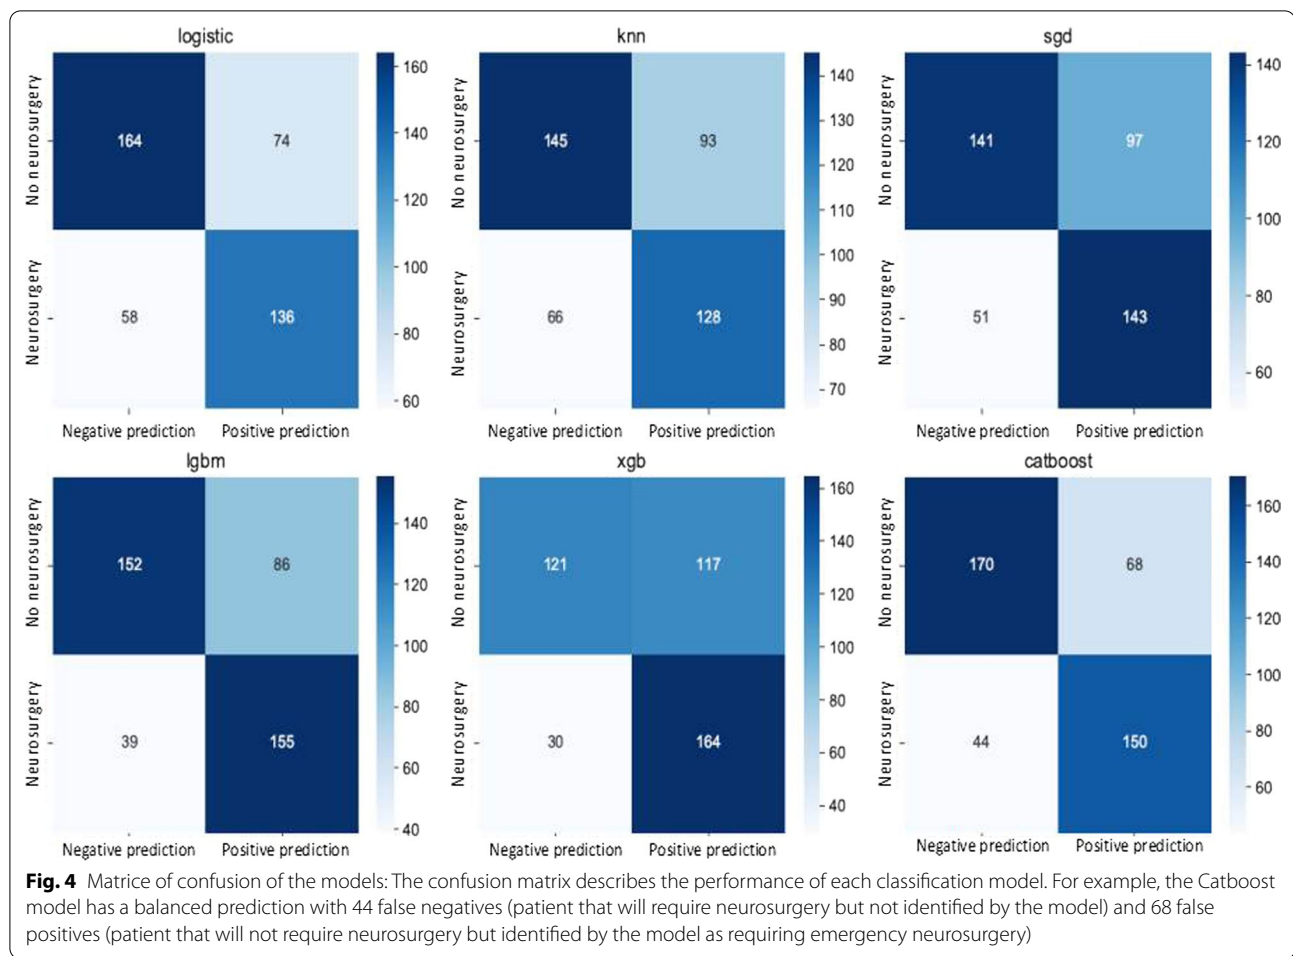 logistic
No neurosurgery
164
74
Neurosurgery
58
136
160
140
120
100
80
60
Negative prediction Positive prediction
knn
No neurosurgery
145
93
Neurosurgery
66
128
140
130
120
110
100
90
80
70
Negative prediction Positive prediction
sgd
No neurosurgery
141
97
Neurosurgery
51
143
140
120
100
80
60
Negative prediction Positive prediction
lgbm
No neurosurgery
152
86
Neurosurgery
39
155
140
120
100
80
60
40
Negative prediction Positive prediction
xgb
No neurosurgery
121
117
Neurosurgery
30
164
160
140
120
100
80
60
40
Negative prediction Positive prediction
catboost
No neurosurgery
170
68
Neurosurgery
44
150
160
140
120
100
80
60
Negative prediction Positive prediction
Fig. 4 Matrice of confusion of the models: The confusion matrix describes the performance of each classification model. For example, the Catboost
model has a balanced prediction with 44 false negatives (patient that will require neurosurgery but not identified by the model) and 68 false
positives (patient that will not require neurosurgery but identified by the model as requiring emergency neurosurgery)